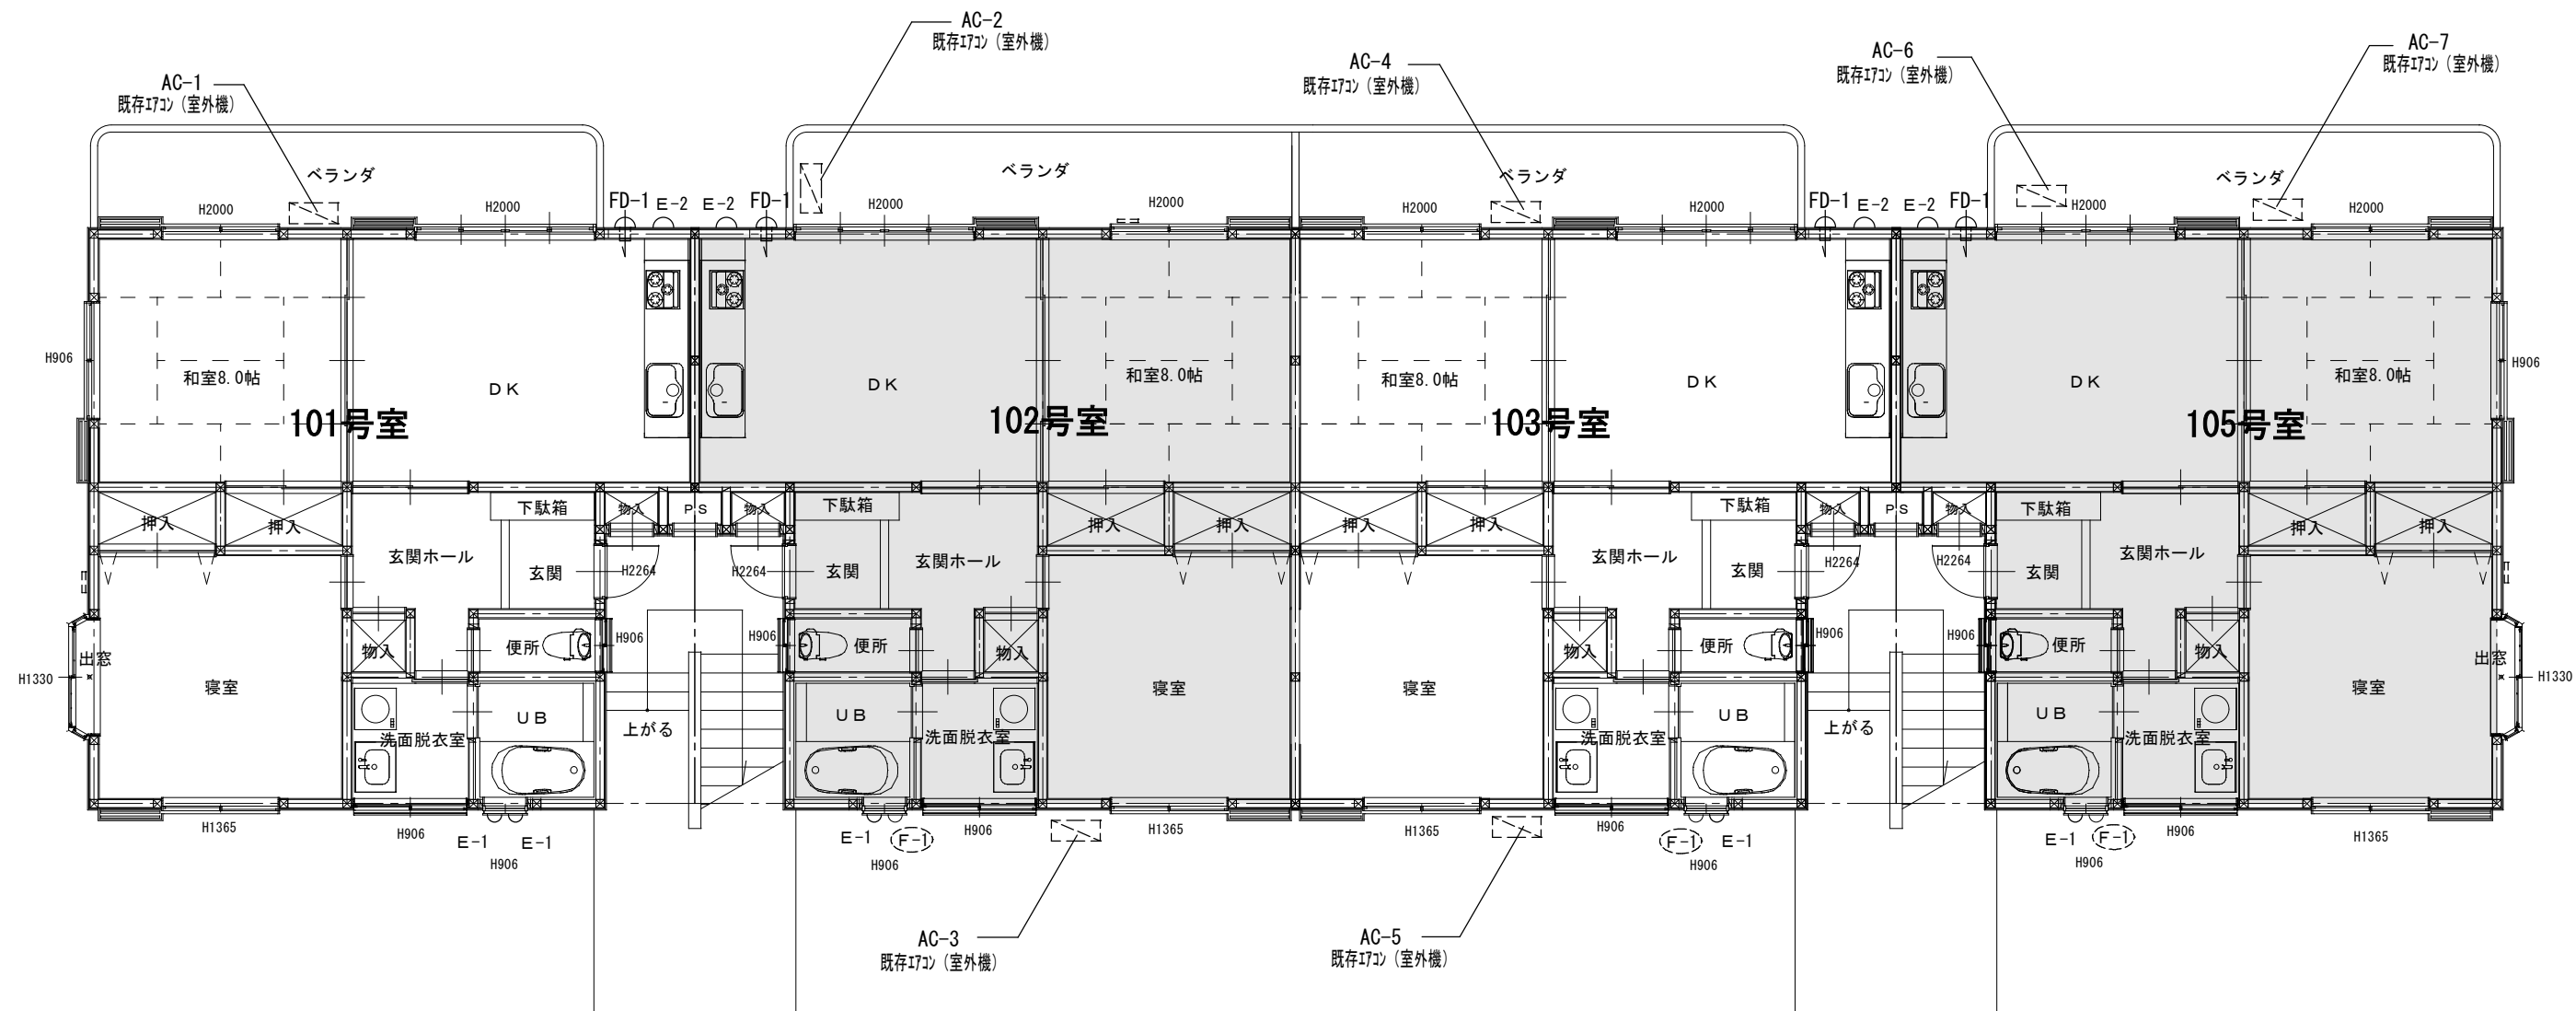 AC-2
既存ｴｱｺﾝ（室外機）
AC-7
既存ｴｱｺﾝ（室外機）
AC-6
既存ｴｱｺﾝ（室外機）
AC-4
既存ｴｱｺﾝ（室外機）
AC-1
既存ｴｱｺﾝ（室外機）
ベランダ
ベランダ
ベランダ
ベランダ
H2000
H2000
FD-1
E-2
E-2
FD-1
H2000
H2000
H2000
H2000
FD-1
E-2
E-2
FD-1
H2000
H2000
H906
和室8.0帖
DK
DK
和室8.0帖
和室8.0帖
DK
DK
和室8.0帖
H906
101号室
102号室
103号室
105号室
押入
押入
下駄箱
物入
PS
物入
下駄箱
押入
押入
押入
押入
下駄箱
物入
PS
物入
下駄箱
押入
押入
玄関ホール
玄関
H2264
H2264
玄関
玄関ホール
玄関ホール
玄関
H2264
H2264
玄関
玄関ホール
出窓
物入
便所
H906
H906
便所
物入
物入
便所
H906
H906
便所
物入
出窓
H1330
寝室
寝室
寝室
寝室
H1330
洗面脱衣室
UB
上がる
UB
洗面脱衣室
洗面脱衣室
UB
上がる
UB
洗面脱衣室
H1365
H906
E-1
E-1
H906
E-1
F-1
H906
H906
H1365
H1365
H906
F-1
E-1
H906
E-1
F-1
H906
H906
H1365
AC-3
既存ｴｱｺﾝ（室外機）
AC-5
既存ｴｱｺﾝ（室外機）